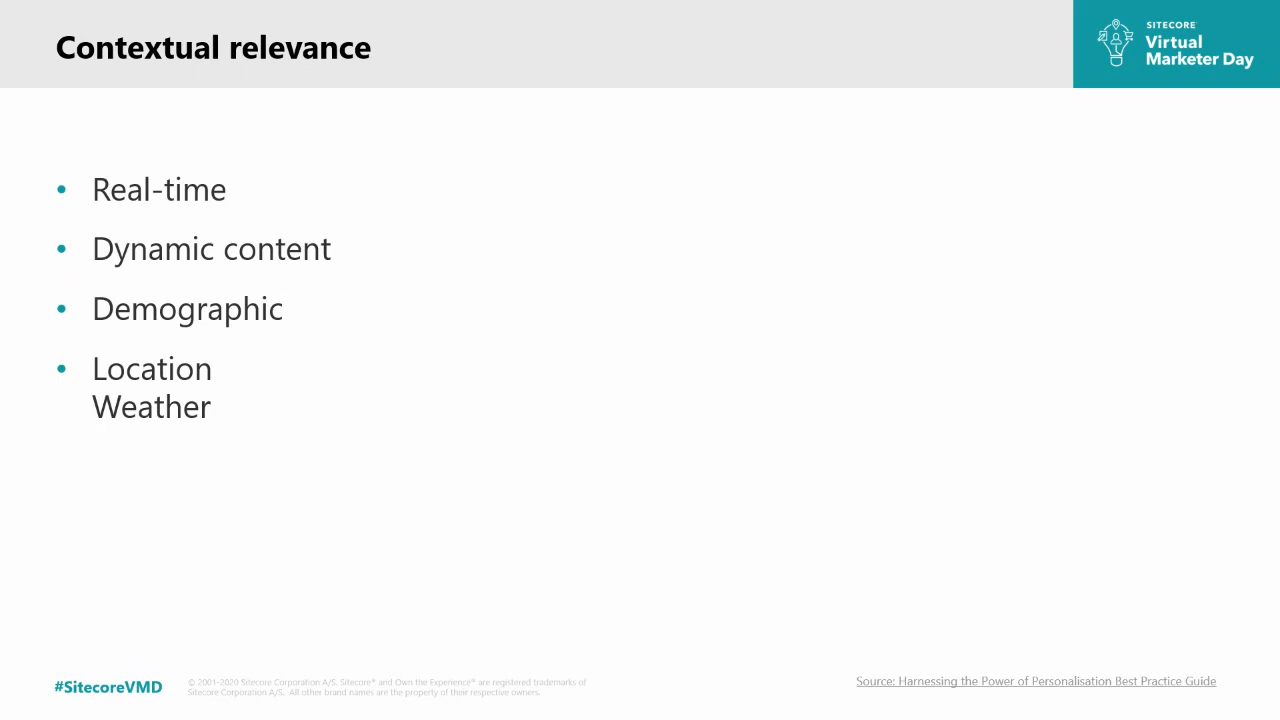 Contextual relevance
SITECORE
Virtual
Marketer Day
• Real-time
• Dynamic content
• Demographic
• Location
Weather
#SitecoreVMD
© 2001-2020 Sitecore Corporation A/S. Sitecore® and Own the Experience® are registered trademarks of
Sitecore Corporation A/S. All other brand names are the property of their respective owners.
Source: Harnessing the Power of Personalisation Best Practice Guide